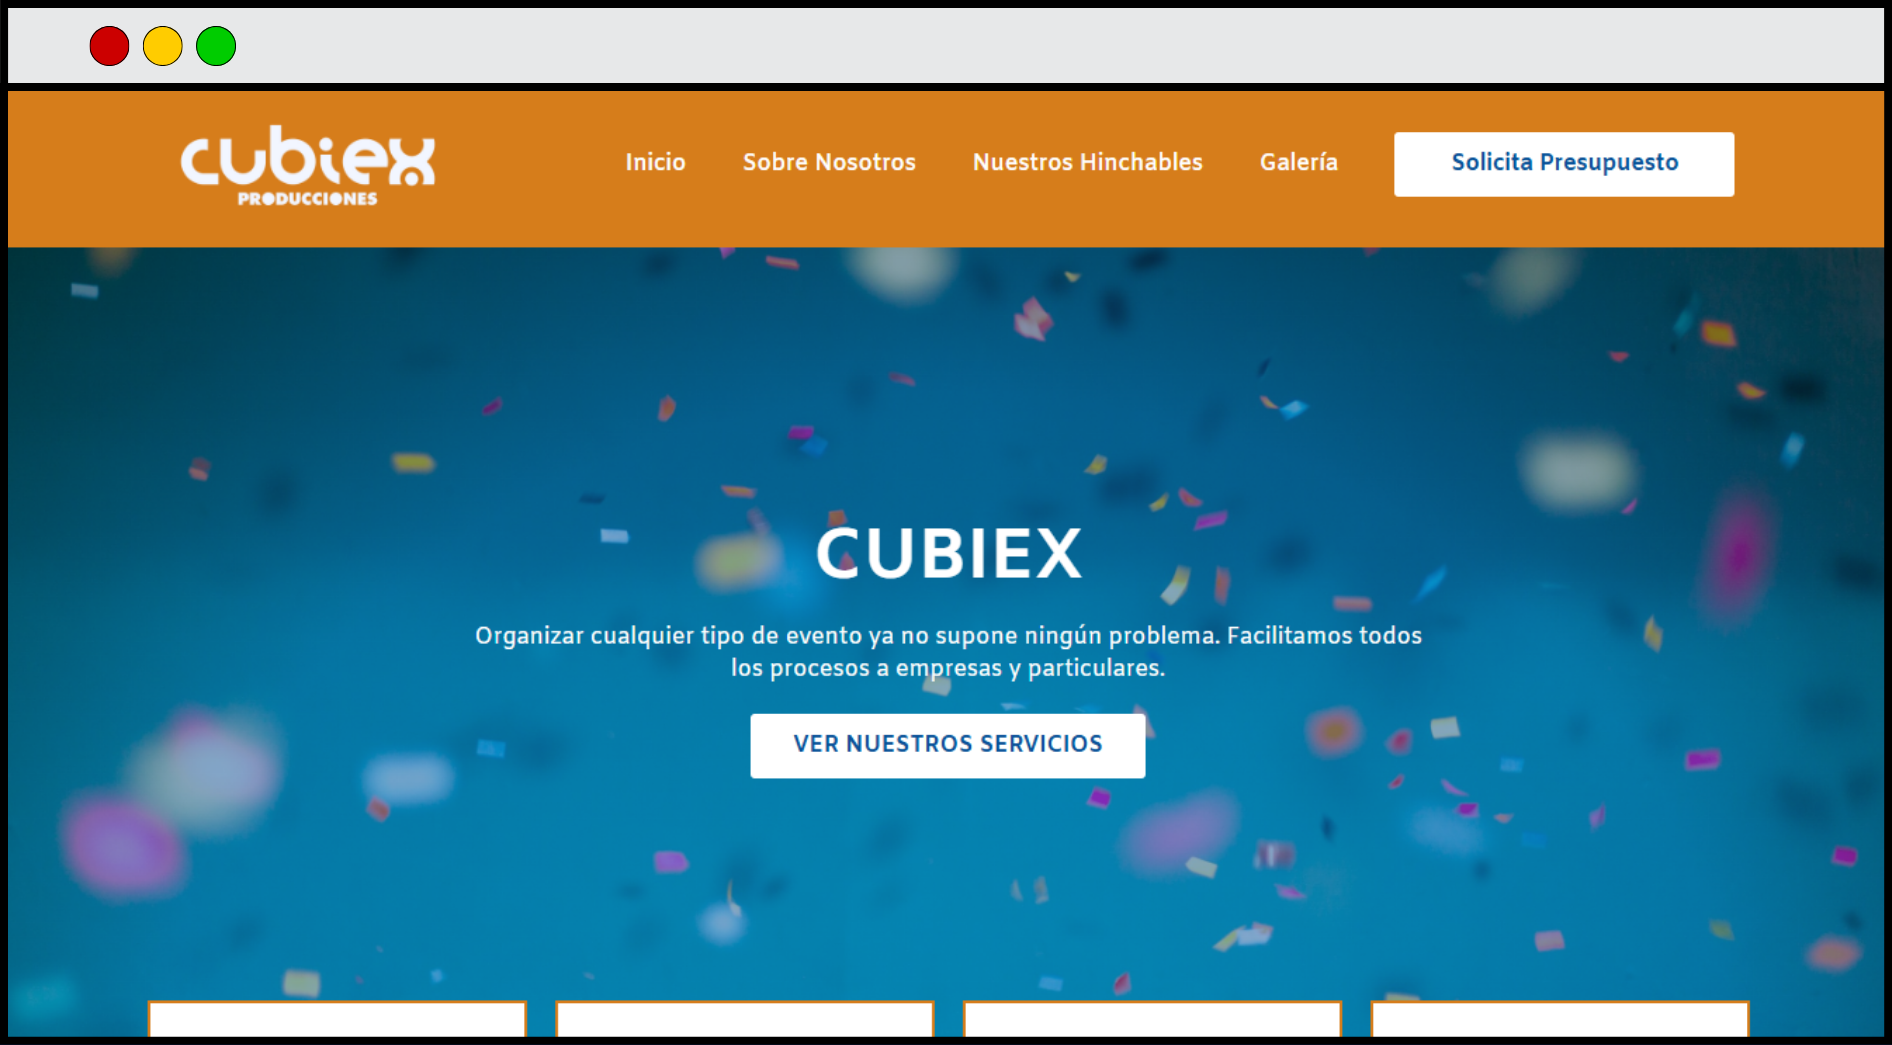 cubiex
PRODUCCIONES
Inicio
Sobre Nosotros
Nuestros Hinchables
Galería
Solicita Presupuesto
CUBIEX
Organizar cualquier tipo de evento ya no supone ningún problema. Facilitamos todos
los procesos a empresas y particulares.
VER NUESTROS SERVICIOS